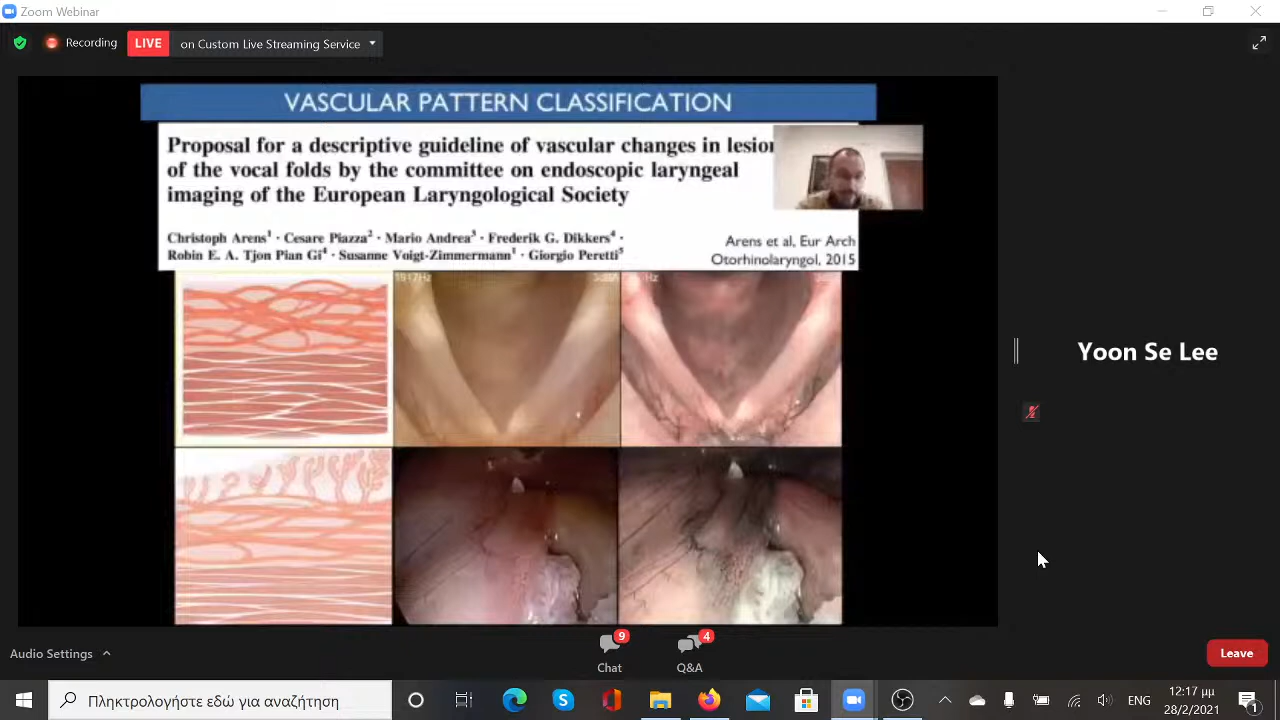 Zoom Webinar
Recording
LIVE
on Custom Live Streaming Service
VASCULAR PATTERN CLASSIFICATION
Proposal for a descriptive guideline of vascular changes in lesion
of the vocal folds by the committee on endoscopic laryngeal
imaging of the European Laryngological Society
Christoph Arens¹ · Cesare Piazza² · Mario Andrea³ · Frederik G. Dikkers⁴ ·
Robin E. A. Tjon Pian Gi⁴ · Susanne Voigt-Zimmermann¹ · Giorgio Peretti⁵
Arens et al, Eur Arch
Otorhinolaryngol, 2015
1917Hz
Hz
Yoon Se Lee
Audio Settings
9
Chat
4
Q&A
Leave
Πληκτρολογήστε εδώ για αναζήτηση
ENG
12:17 μμ
28/2/2021
1